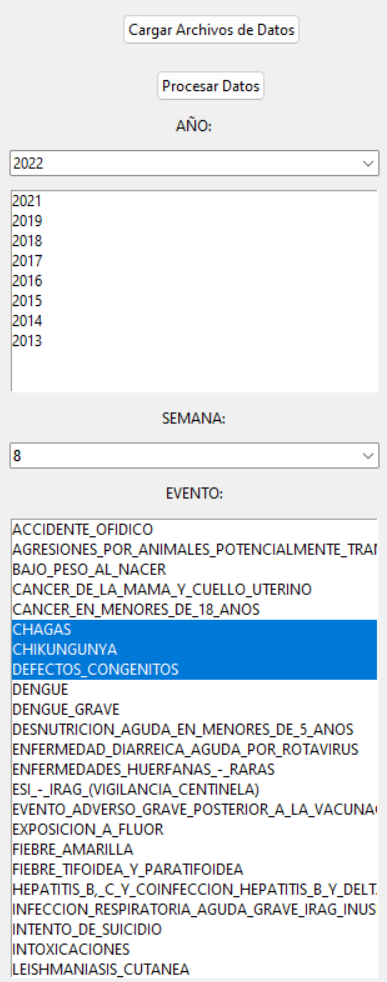 Cargar Archivos de Datos
Procesar Datos
AÑO:
2022
2021
2019
2018
2017
2016
2015
2014
2013
SEMANA:
8
EVENTO:
ACCIDENTE_OFIDICO
AGRESIONES_POR_ANIMALES_POTENCIALMENTE_TRAN
BAJO_PESO_AL_NACER
CANCER_DE_LA_MAMA_Y_CUELLO_UTERINO
CANCER_EN_MENORES_DE_18_ANOS
CHAGAS
CHIKUNGUNYA
DEFECTOS_CONGENITOS
DENGUE
DENGUE_GRAVE
DESNUTRICION_AGUDA_EN_MENORES_DE_5_ANOS
ENFERMEDAD_DIARREICA_AGUDA_POR_ROTAVIRUS
ENFERMEDADES_HUERFANAS_-_RARAS
ESI_-_IRAG_(VIGILANCIA_CENTINELA)
EVENTO_ADVERSO_GRAVE_POSTERIOR_A_LA_VACUNA
EXPOSICION_A_FLUOR
FIEBRE_AMARILLA
FIEBRE_TIFOIDEA_Y_PARATIFOIDEA
HEPATITIS_B,_C_Y_COINFECCION_HEPATITIS_B_Y_DELT
INFECCION_RESPIRATORIA_AGUDA_GRAVE_IRAG_INUS
INTENTO_DE_SUICIDIO
INTOXICACIONES
LEISHMANIASIS_CUTANEA